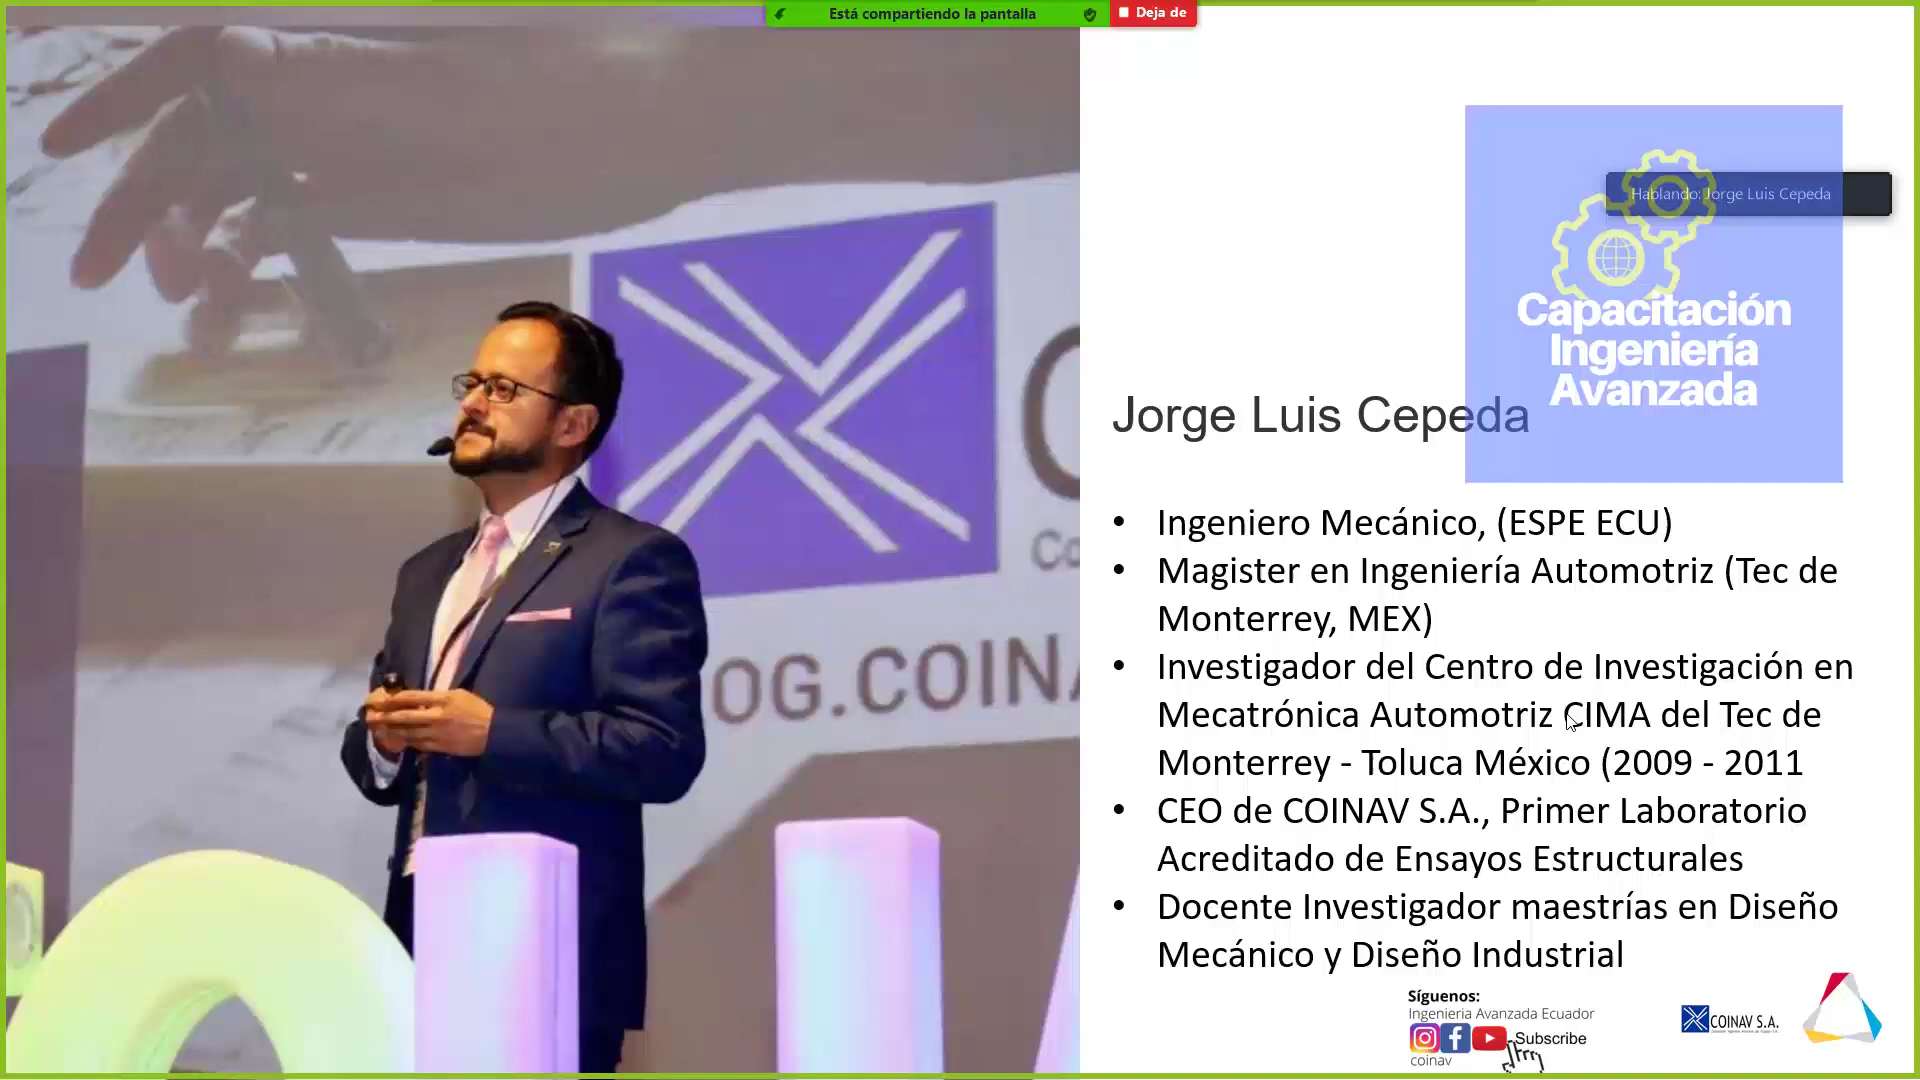 Está compartiendo la pantalla
Deja de
Hablando: Jorge Luis Cepeda
Capacitación
Ingeniería
Avanzada
Jorge Luis Cepeda
OG.COINA
Co
• Ingeniero Mecánico, (ESPE ECU)
• Magister en Ingeniería Automotriz (Tec de
Monterrey, MEX)
• Investigador del Centro de Investigación en
Mecatrónica Automotriz CIMA del Tec de
Monterrey - Toluca México (2009 - 2011
• CEO de COINAV S.A., Primer Laboratorio
Acreditado de Ensayos Estructurales
• Docente Investigador maestrías en Diseño
Mecánico y Diseño Industrial
Síguenos:
Ingenieria Avanzada Ecuador
Subscribe
coinav
COINAV S.A.